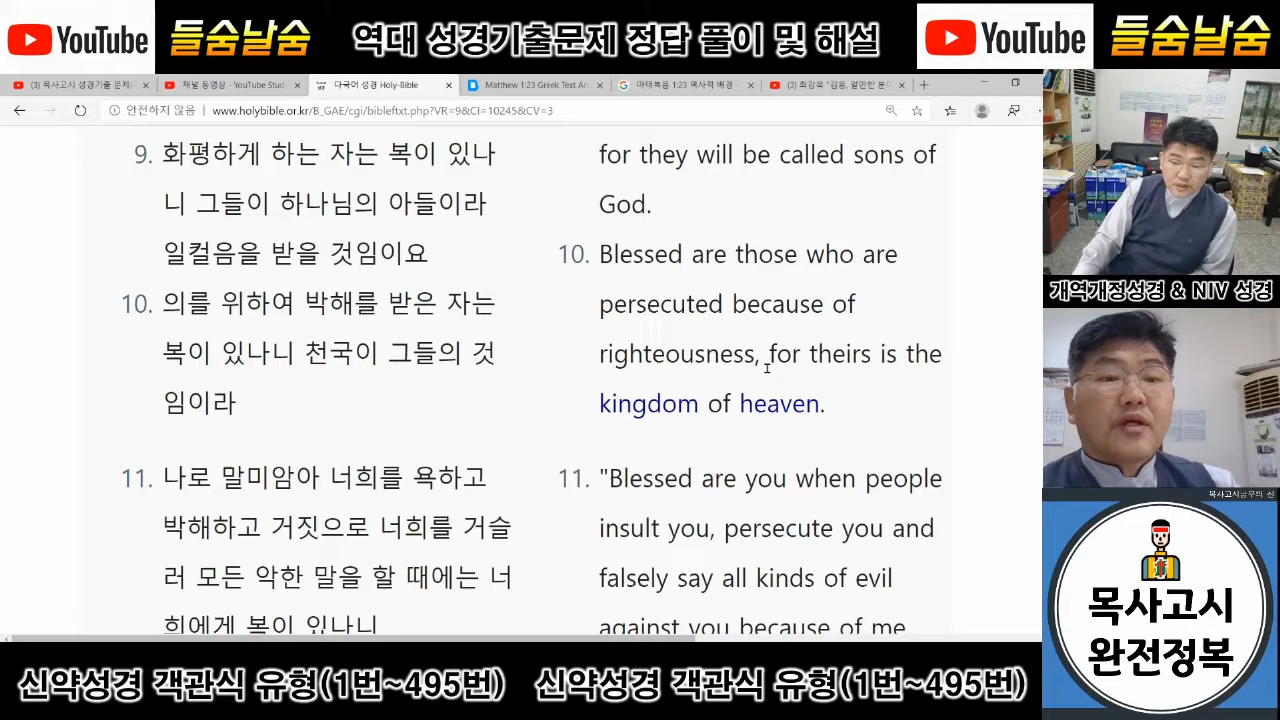 YouTube 들숨날숨 역대 성경기출문제 정답 풀이 및 해설 YouTube 들숨날숨
(3) 목사고시 성경기출 문제 채널 동영상 - YouTube Stud 다국어 성경 Holy-Bible Matthew 1:23 Greek Text An 마태복음 1:23 역사적 배경
안전하지 않음 www.holybible.or.kr/B_GAE/cgi/bibleftxt.php?VR=9&CI=10245&CV=3
9. 화평하게 하는 자는 복이 있나
니 그들이 하나님의 아들이라
일컬음을 받을 것임이요
10. 의를 위하여 박해를 받은 자는
복이 있나니 천국이 그들의 것
임이라
11. 나로 말미암아 너희를 욕하고
박해하고 거짓으로 너희를 거슬
러 모든 악한 말을 할 때에는 너
희에게 복이 있나니
for they will be called sons of
God.
10. Blessed are those who are
persecuted because of
righteousness, for theirs is the
kingdom of heaven.
11. "Blessed are you when people
insult you, persecute you and
falsely say all kinds of evil
against you because of me
개역개정성경 & NIV 성경
목사고시
완전정복
신약성경 객관식 유형(1번~495번) 신약성경 객관식 유형(1번~495번)